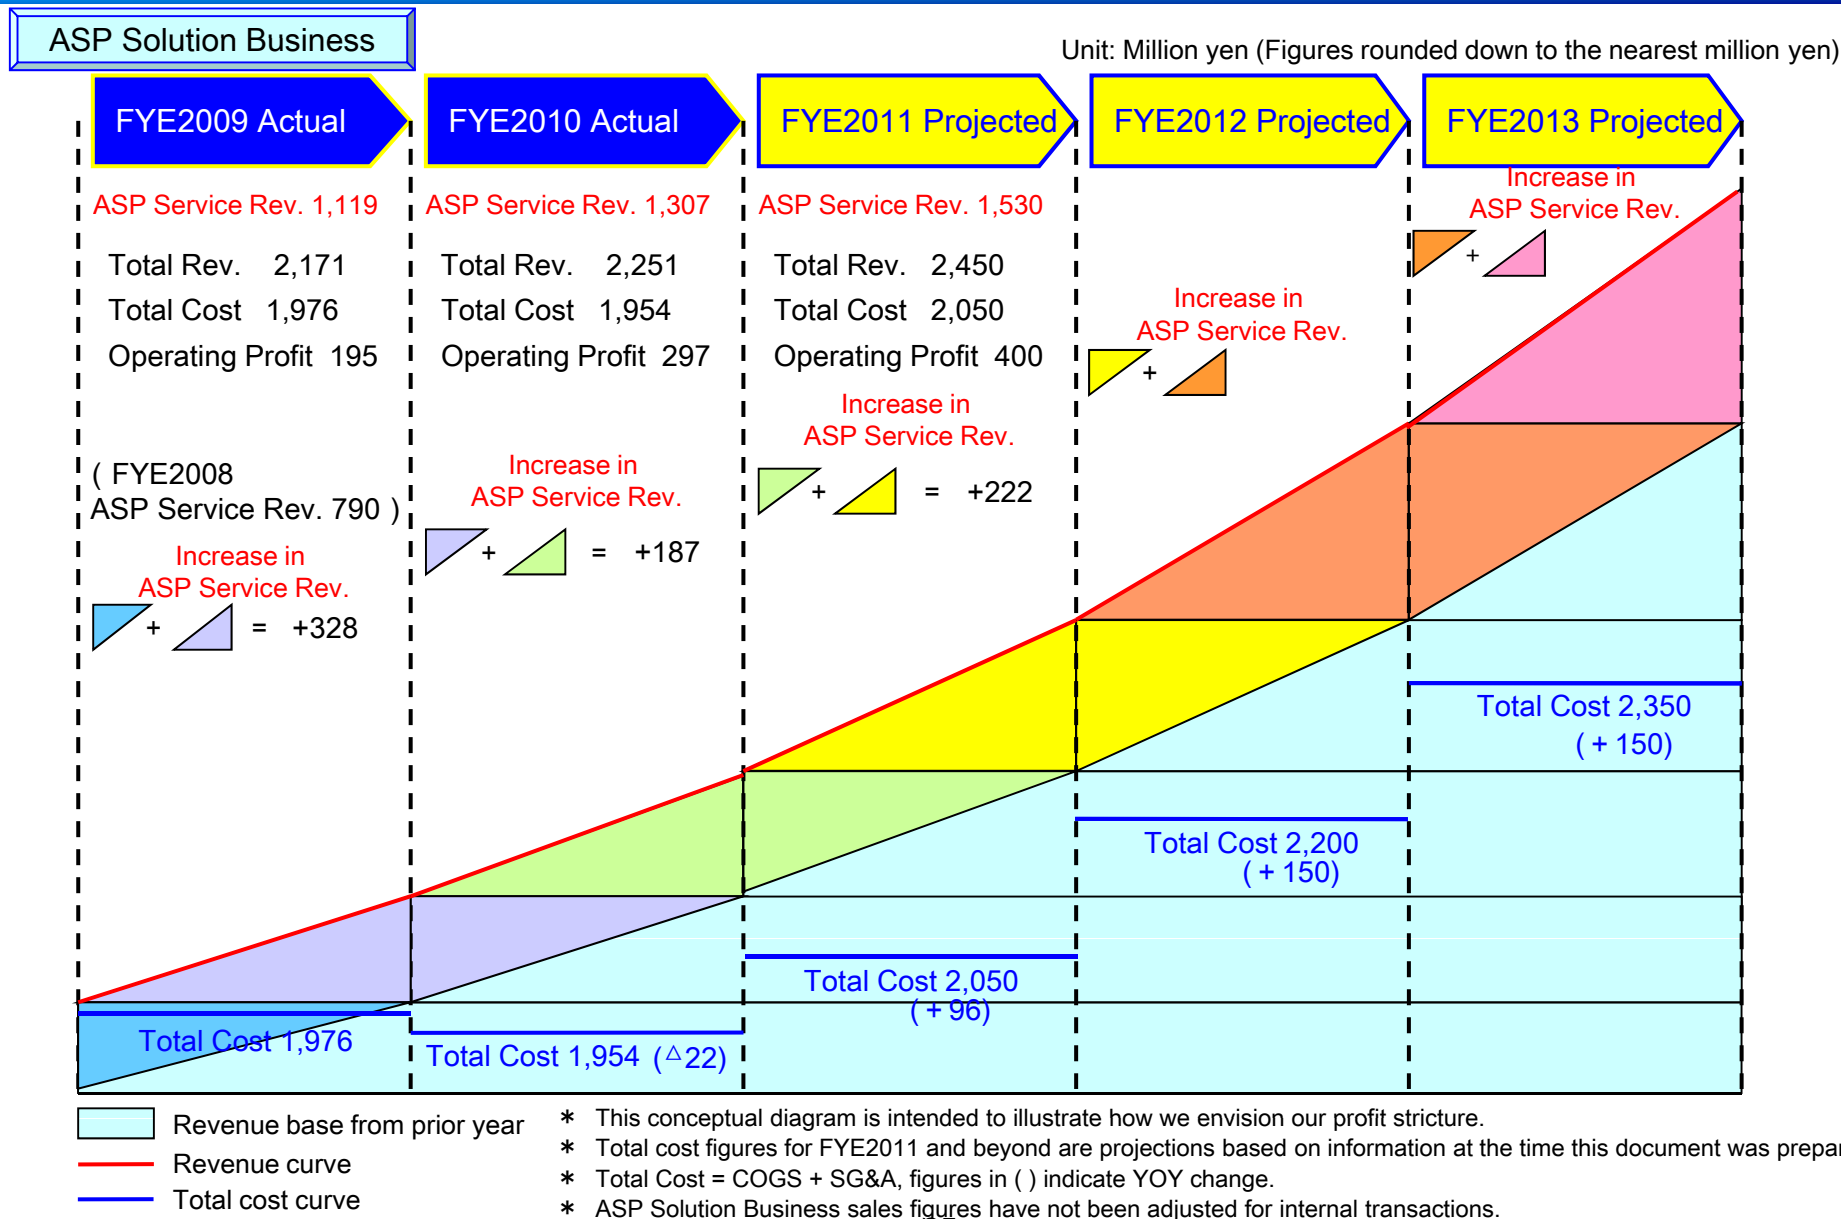 ASP Solution Business
Unit: Million yen (Figures rounded down to the nearest million yen)
FYE2009 Actual
FYE2010 Actual
FYE2011 Projected
FYE2012 Projected
FYE2013 Projected
ASP Service Rev. 1,119
Total Rev. 2,171
Total Cost 1,976
Operating Profit 195
( FYE2008
ASP Service Rev. 790 )
Increase in
ASP Service Rev.
+ = +328
ASP Service Rev. 1,307
Total Rev. 2,251
Total Cost 1,954
Operating Profit 297
Increase in
ASP Service Rev.
+ = +187
ASP Service Rev. 1,530
Total Rev. 2,450
Total Cost 2,050
Operating Profit 400
Increase in
ASP Service Rev.
+ = +222
Increase in
ASP Service Rev.
+
Increase in
ASP Service Rev.
+
Total Cost 1,976
Total Cost 1,954 (△22)
Total Cost 2,050
( + 96)
Total Cost 2,200
( + 150)
Total Cost 2,350
( + 150)
Revenue base from prior year
Revenue curve
Total cost curve
* This conceptual diagram is intended to illustrate how we envision our profit stricture.
* Total cost figures for FYE2011 and beyond are projections based on information at the time this document was prepar
* Total Cost = COGS + SG&A, figures in ( ) indicate YOY change.
* ASP Solution Business sales figures have not been adjusted for internal transactions.